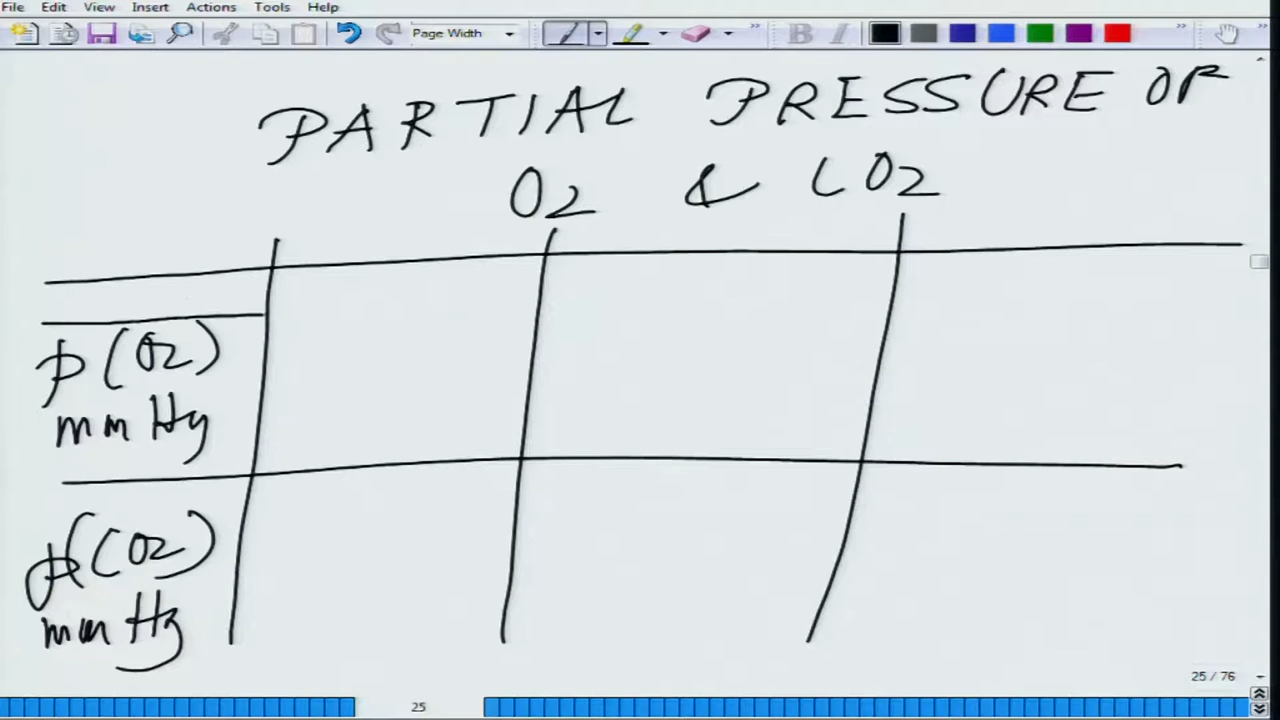 File Edit View Insert Actions Tools Help
Page Width
PARTIAL PRESSURE OF
O2 & CO2
p(O2)
mm Hg
p(CO2)
mm Hg
25 / 76
25